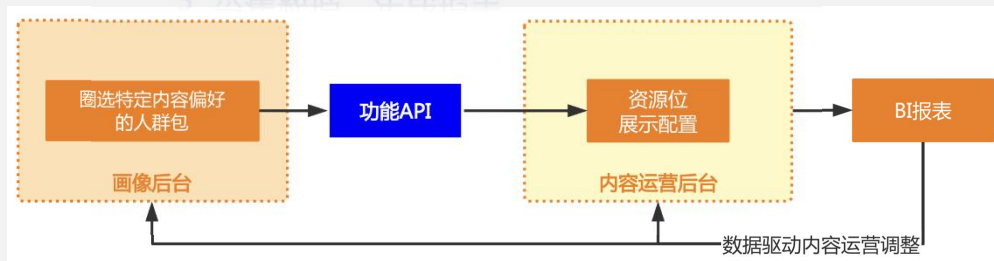 圈选特定内容偏好
的人群包
画像后台
功能API
资源位
展示配置
内容运营后台
BI报表
数据驱动内容运营调整